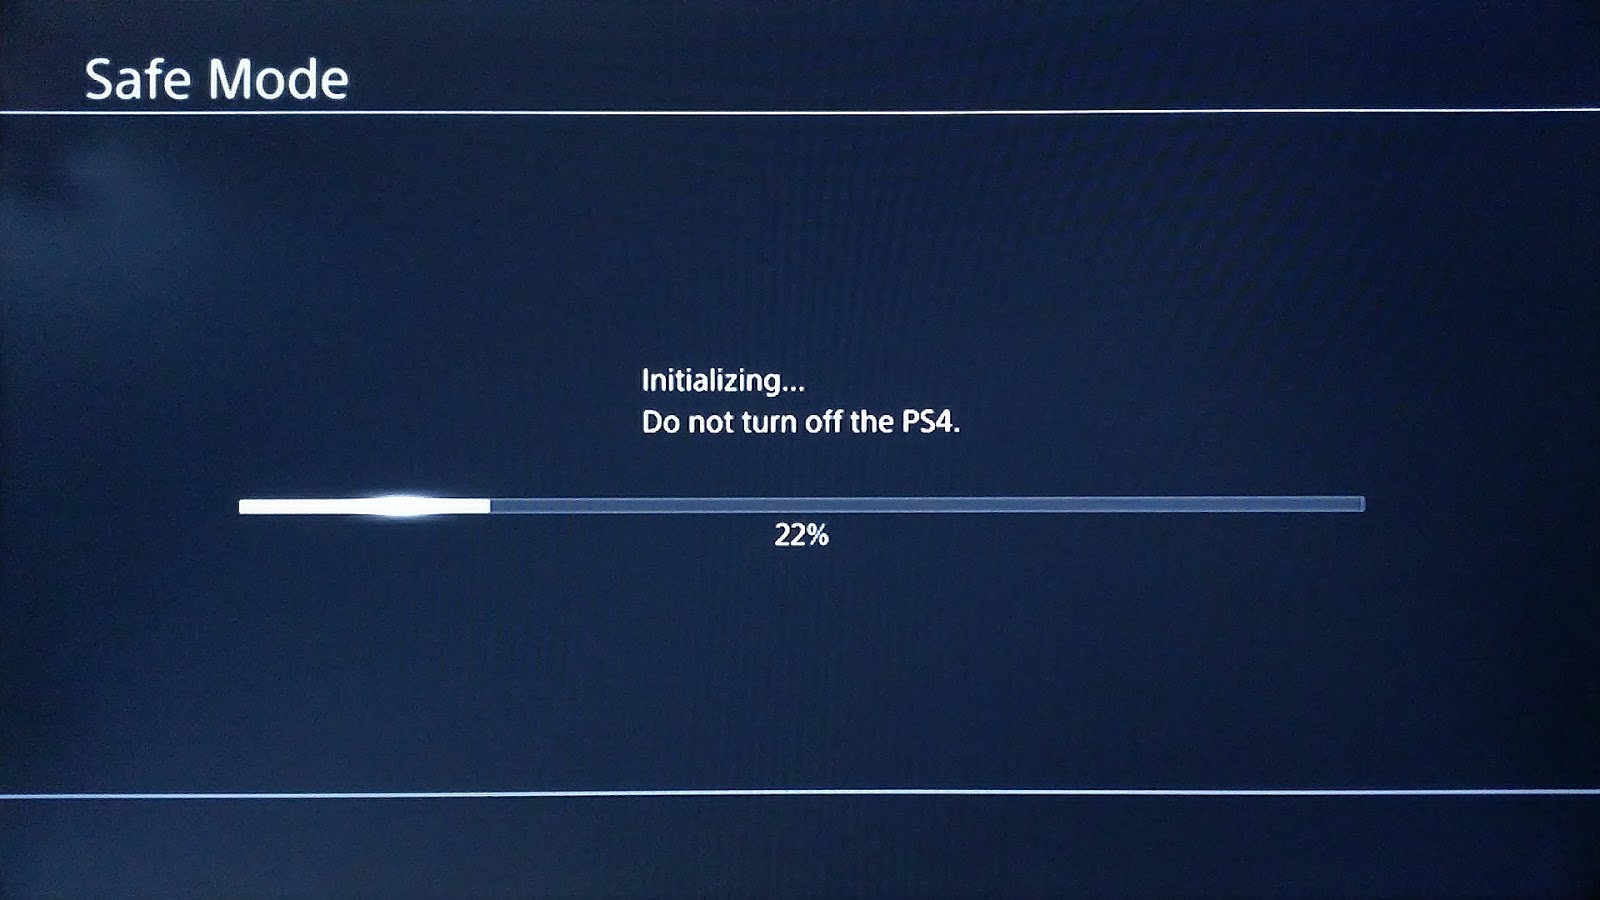 Safe Mode
Initializing...
Do not turn off the PS4.
22%